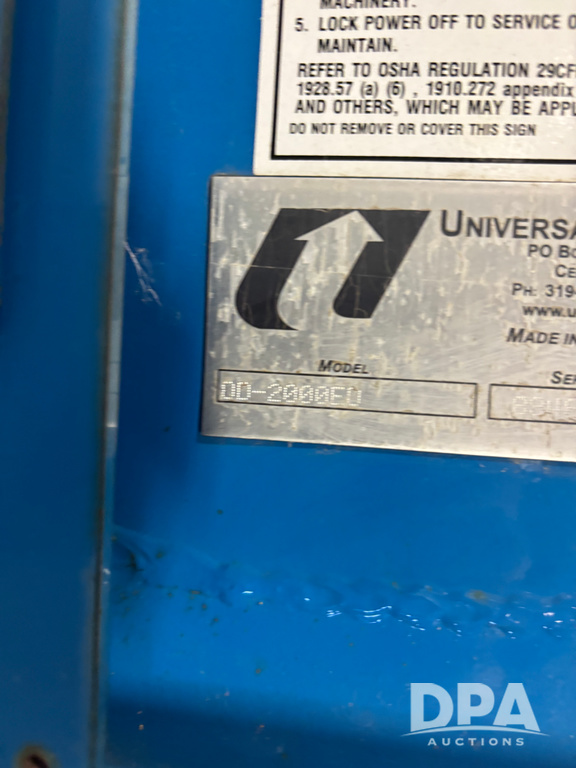 MACHINERY.
5. LOCK POWER OFF TO SERVICE O
MAINTAIN.
REFER TO OSHA REGULATION 29CF
1928.57 (a) (6) , 1910.272 appendix
AND OTHERS, WHICH MAY BE APPL
DO NOT REMOVE OR COVER THIS SIGN
UNIVERSA
PO BO
CE
PH: 319-
www.u
MADE IN
MODEL
SER
DD-2000EO
DPA
AUCTIONS